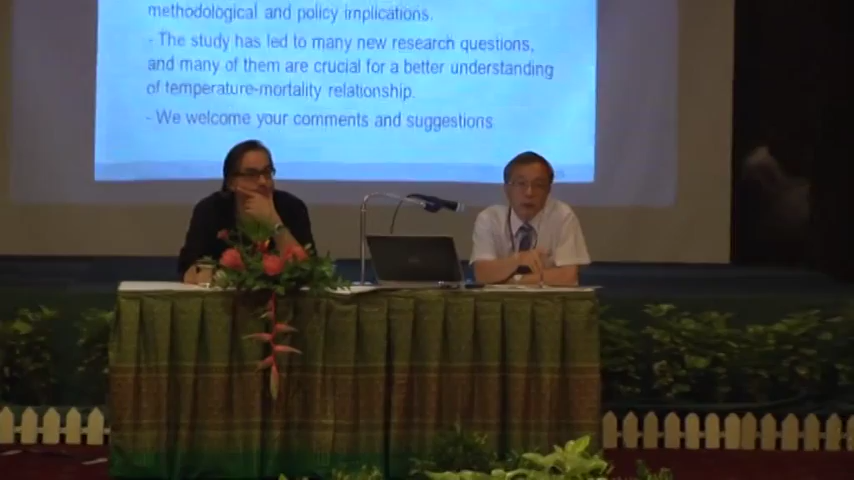 methodological and policy implications.
- The study has led to many new research questions,
and many of them are crucial for a better understanding
of temperature-mortality relationship.
- We welcome your comments and suggestions.